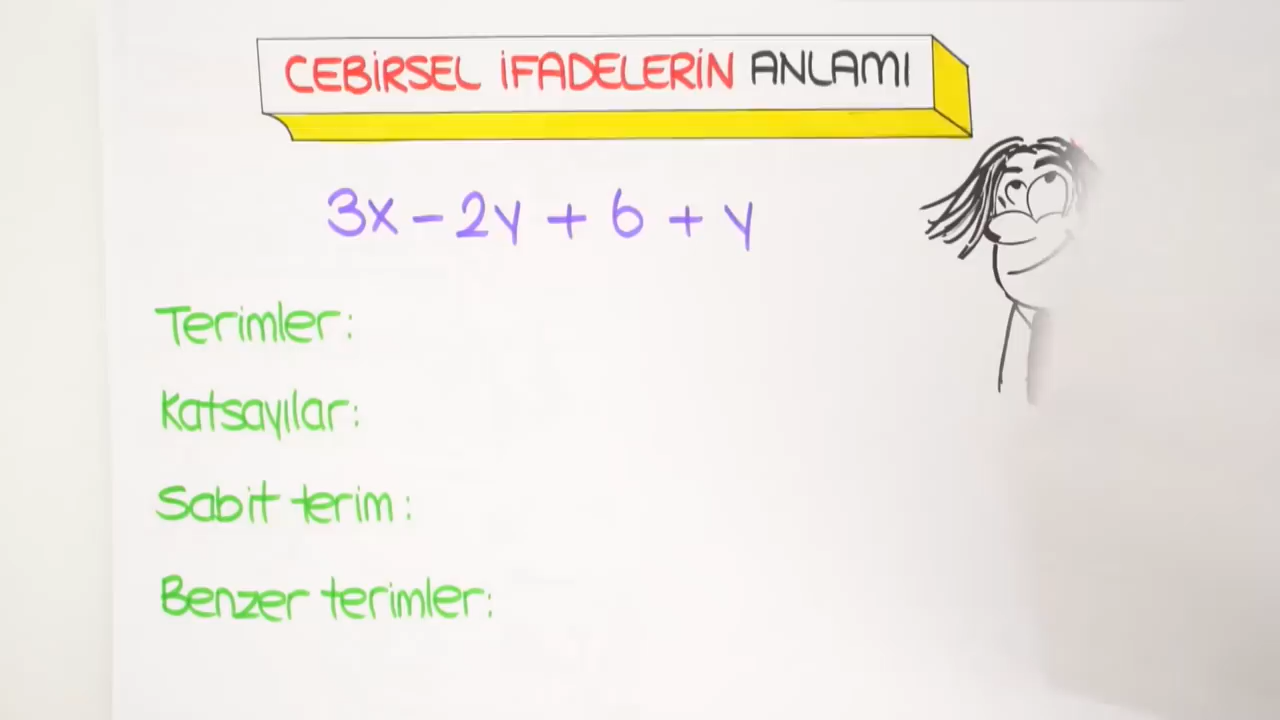 CEBİRSEL İFADELERİN ANLAMI
3x - 2y + 6 + y
Terimler:
Katsayılar:
Sabit terim:
Benzer terimler: